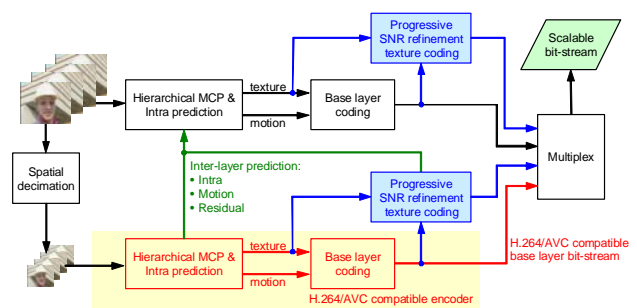 Progressive
SNR refinement
texture coding
Scalable
bit-stream
Hierarchical MCP &
Intra prediction
texture
motion
Base layer
coding
Multiplex
Spatial
decimation
Inter-layer prediction:
• Intra
• Motion
• Residual
Progressive
SNR refinement
texture coding
Hierarchical MCP &
Intra prediction
texture
motion
Base layer
coding
H.264/AVC compatible
base layer bit-stream
H.264/AVC compatible encoder